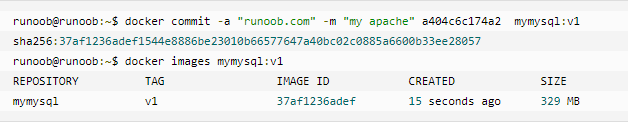 runoob@runoob:~$ docker commit -a "runoob.com" -m "my apache" a404c6c174a2  mymysql:v1
sha256:37af1236adef1544e8886be23010b66577647a40bc02c0885a6600b33ee28057
runoob@runoob:~$ docker images mymysql:v1
REPOSITORY TAG IMAGE ID CREATED SIZE
mymysql v1 37af1236adef 15 seconds ago 329 MB